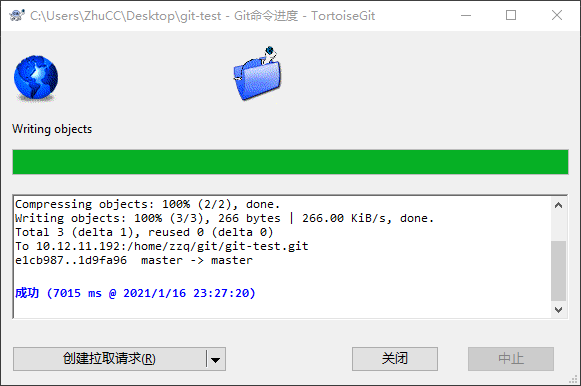 C:\Users\ZhuCC\Desktop\git-test - Git命令进度 - TortoiseGit
Writing objects
Compressing objects: 100% (2/2), done.
Writing objects: 100% (3/3), 266 bytes | 266.00 KiB/s, done.
Total 3 (delta 1), reused 0 (delta 0)
To 10.12.11.192:/home/zzq/git/git-test.git
e1cb987..1d9fa96  master -> master
成功 (7015 ms @ 2021/1/16 23:27:20)
创建拉取请求(R)
关闭
中止